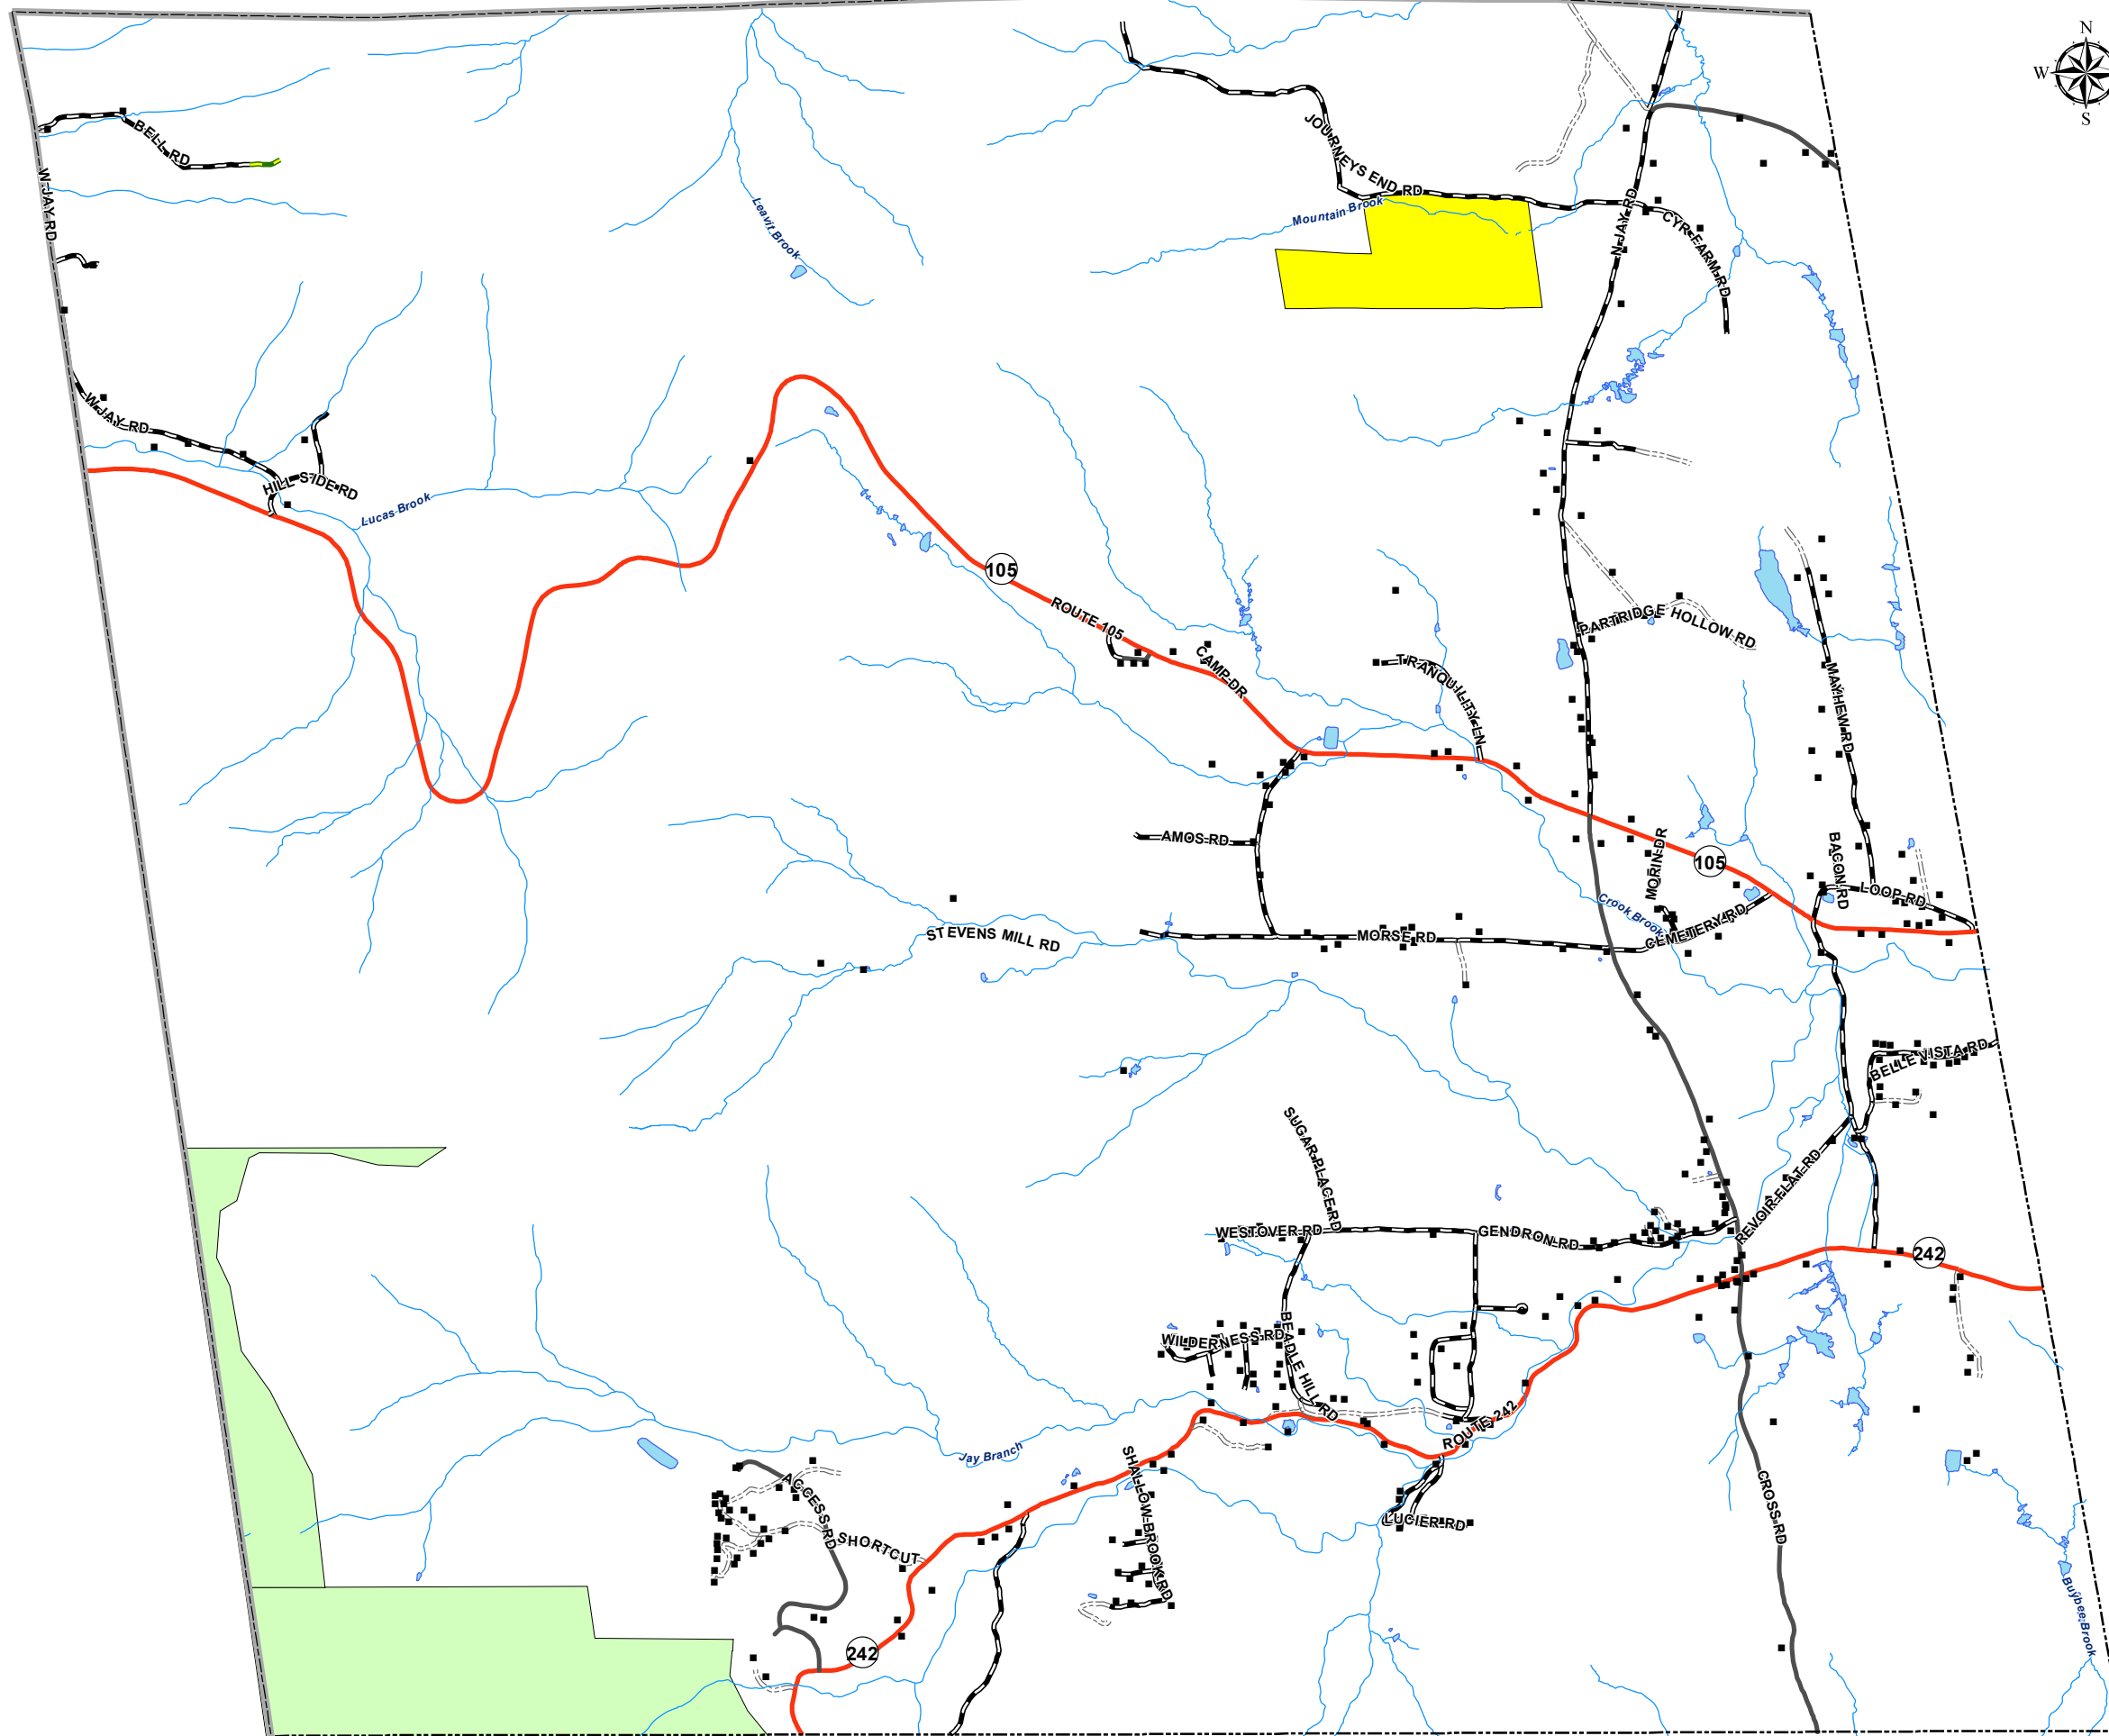 N
W
S
BELL RD
W JAY RD
JOURNEYS END RD
N JAY RD
CYR FARM RD
Leavit Brook
Mountain Brook
W JAY RD
HILL SIDE RD
Lucas Brook
105
ROUTE 105
CAMP DR
TRANQUILITY LN
PARTRIDGE HOLLOW RD
MAYHEW RD
AMOS RD
MORIN DR
105
BACON RD
LOOP RD
Crook Brook
CEMETERY RD
STEVENS MILL RD
MORSE RD
BELLE VISTA RD
SUGAR PLACE RD
WESTOVER RD
GENDRON RD
REVOIR FLAT RD
242
WILDERNESS RD
BEADLE HILL RD
ROUTE 242
Jay Branch
SHALLOW BROOK RD
ACCESS RD
SHORTCUT
LUCIER RD
CROSS RD
Buybee Brook
242